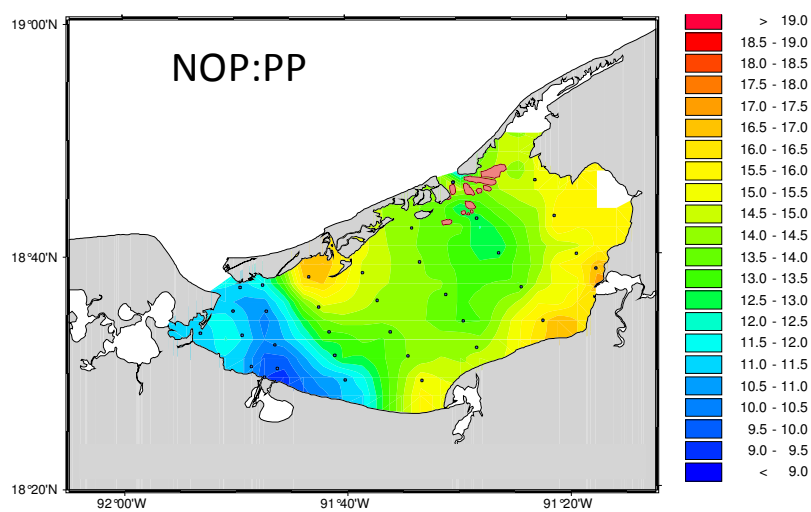 NOP:PP
19°00'N
18°40'N
18°20'N
92°00'W
91°40'W
91°20'W
> 19.0
18.5 - 19.0
18.0 - 18.5
17.5 - 18.0
17.0 - 17.5
16.5 - 17.0
16.0 - 16.5
15.5 - 16.0
15.0 - 15.5
14.5 - 15.0
14.0 - 14.5
13.5 - 14.0
13.0 - 13.5
12.5 - 13.0
12.0 - 12.5
11.5 - 12.0
11.0 - 11.5
10.5 - 11.0
10.0 - 10.5
9.5 - 10.0
9.0 - 9.5
< 9.0